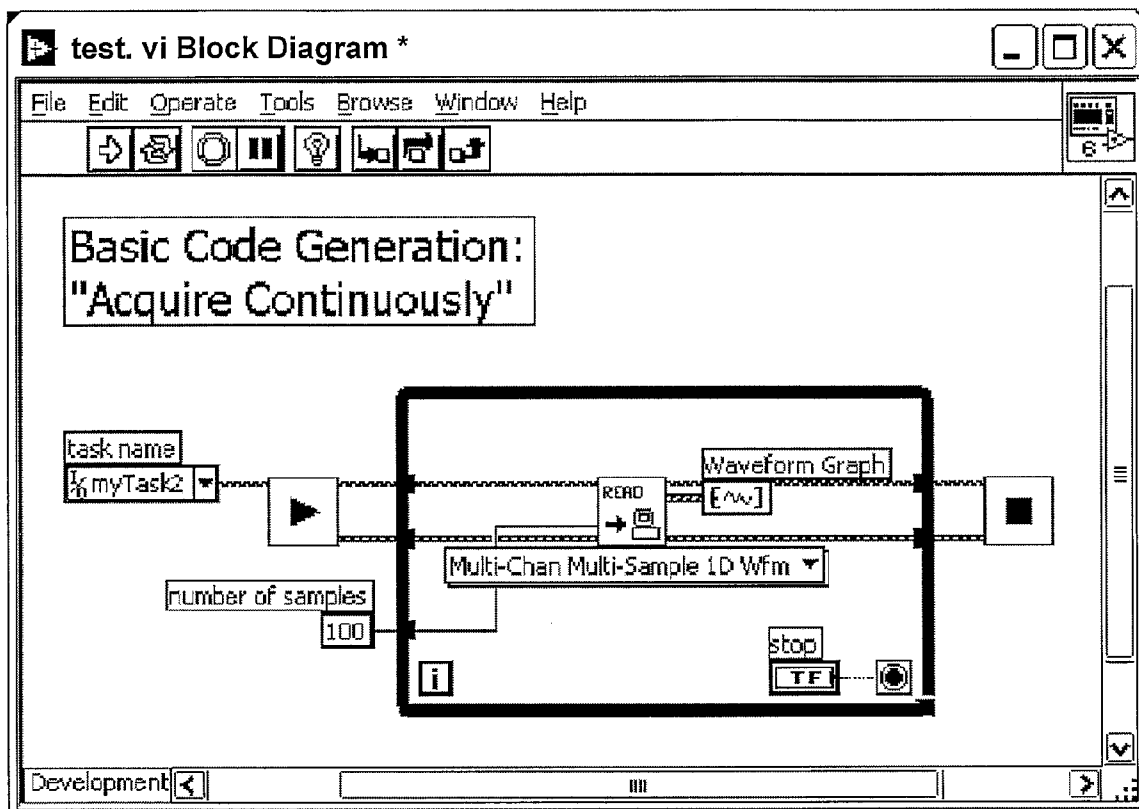 test. vi Block Diagram *
File Edit Operate Tools Browse Window Help
6
Basic Code Generation:
"Acquire Continuously"
task name
I/O myTask2
READ
Waveform Graph
Multi-Chan Multi-Sample 1D Wfm
number of samples
100
i
stop
TF
Development